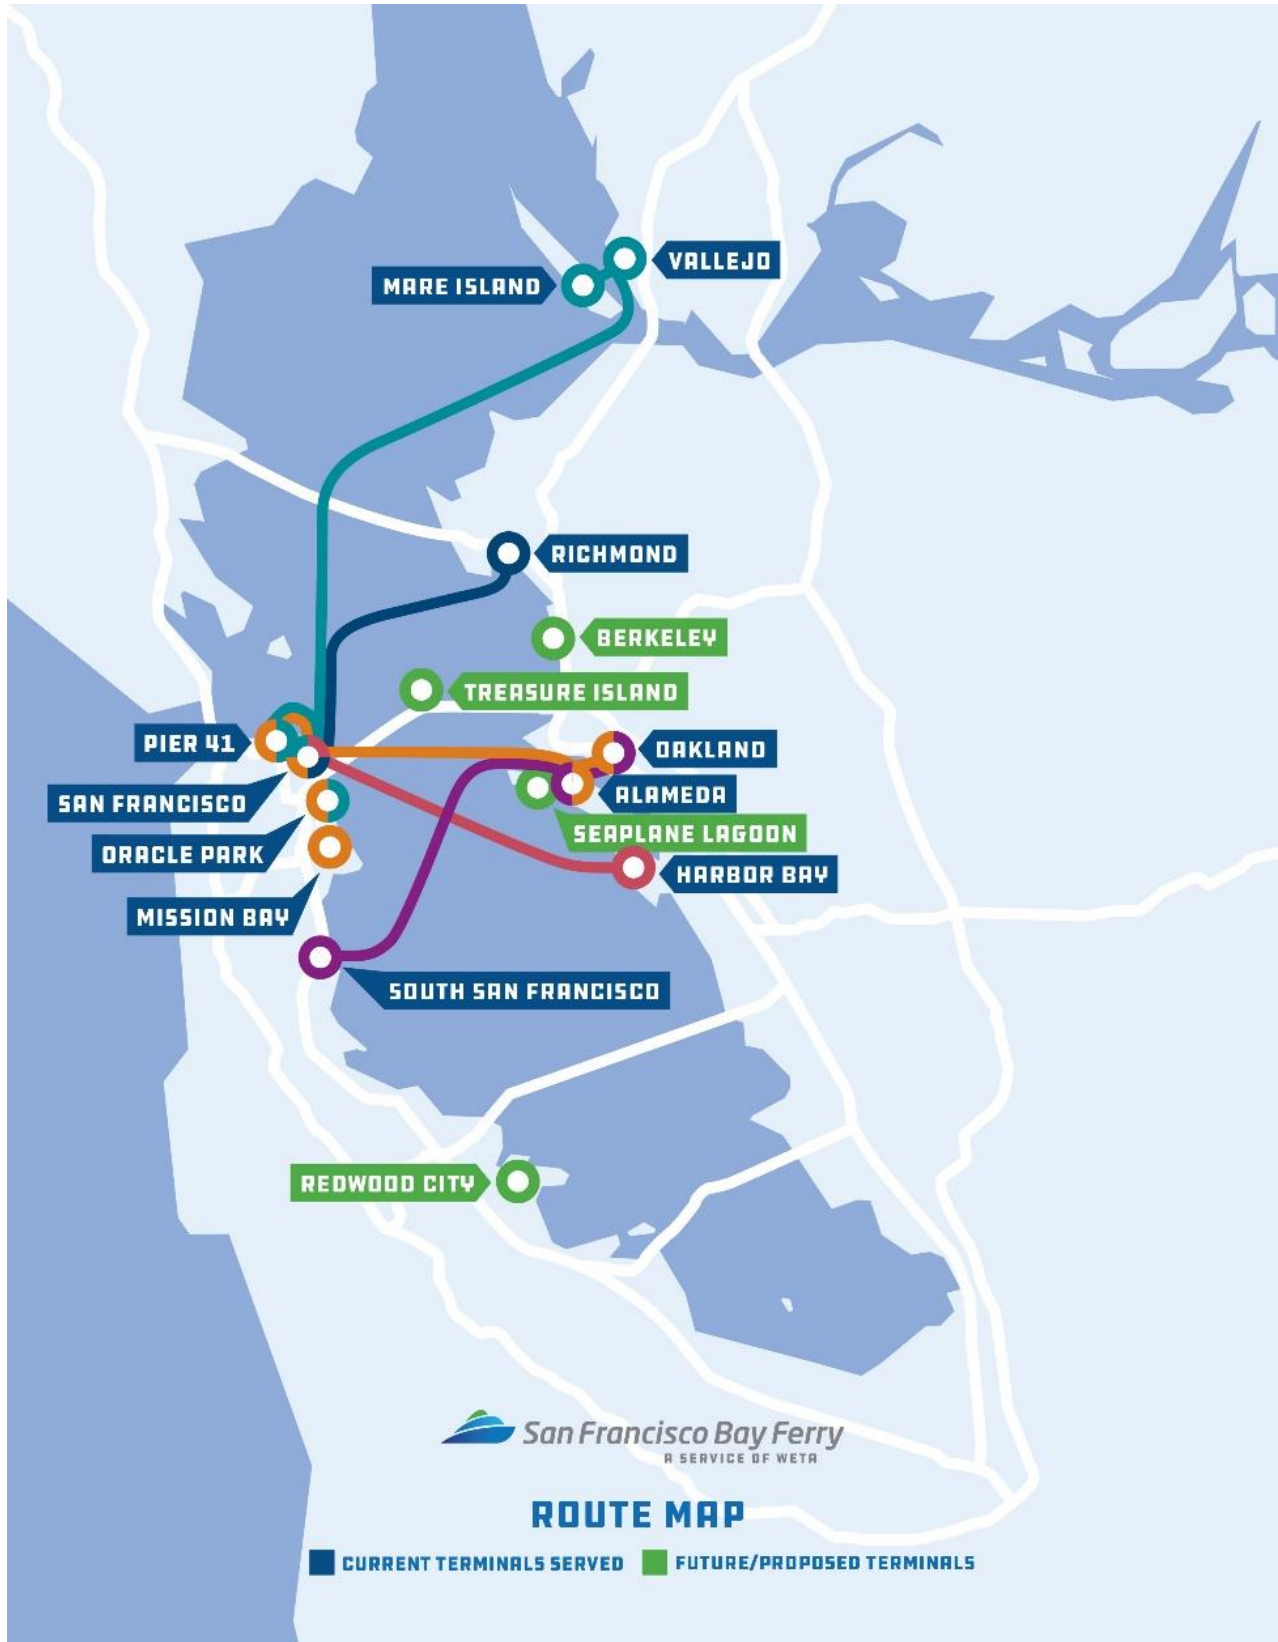 VALLEJO
MARE ISLAND
RICHMOND
BERKELEY
TREASURE ISLAND
PIER 41
OAKLAND
ALAMEDA
SAN FRANCISCO
SEAPLANE LAGOON
ORACLE PARK
HARBOR BAY
MISSION BAY
SOUTH SAN FRANCISCO
REDWOOD CITY
San Francisco Bay Ferry
A SERVICE OF WETA
ROUTE MAP
CURRENT TERMINALS SERVED
FUTURE/PROPOSED TERMINALS